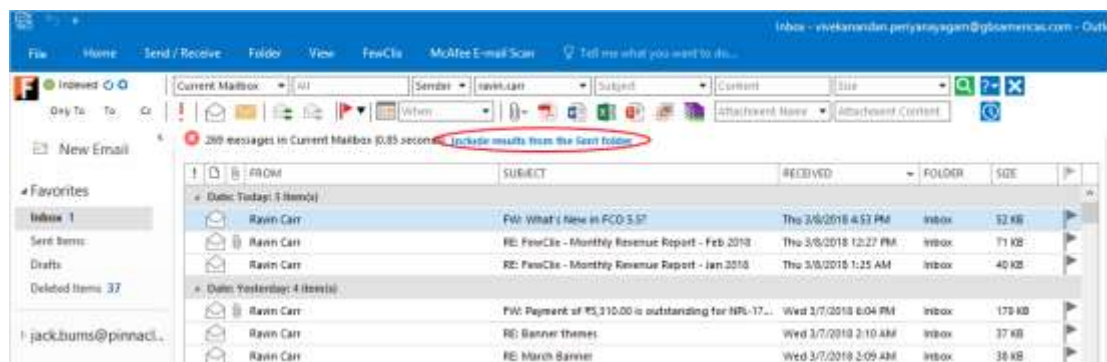 Inbox - vivekanandan.periyanayagam@gbsamericas.com - Outlo
File Home Send / Receive Folder View FewClix McAfee E-mail Scan Tell me what you want to do...
Indexed Current Mailbox All Sender ravin.carr Subject Content Size
Only To To Cc When Attachment Name Attachment Content
269 messages in Current Mailbox (0.85 seconds) Include results from the Sent folder
New Email
! FROM SUBJECT RECEIVED FOLDER SIZE
Favorites
Date: Today: 5 item(s)
Inbox 1
Ravin Carr FW: What's New in FCO 5.5? Thu 3/8/2018 4:53 PM Inbox 52 KB
Sent Items
Ravin Carr RE: FewClix - Monthly Revenue Report - Feb 2018 Thu 3/8/2018 12:27 PM Inbox 71 KB
Drafts
Ravin Carr RE: FewClix - Monthly Revenue Report - Jan 2018 Thu 3/8/2018 1:25 AM Inbox 40 KB
Deleted Items 37
Date: Yesterday: 4 item(s)
Ravin Carr FW: Payment of ₹5,310.00 is outstanding for NPL-17... Wed 3/7/2018 6:04 PM Inbox 179 KB
jack.burns@pinnacl...
Ravin Carr RE: Banner themes Wed 3/7/2018 2:10 AM Inbox 37 KB
Ravin Carr RE: March Banner Wed 3/7/2018 2:09 AM Inbox 38 KB